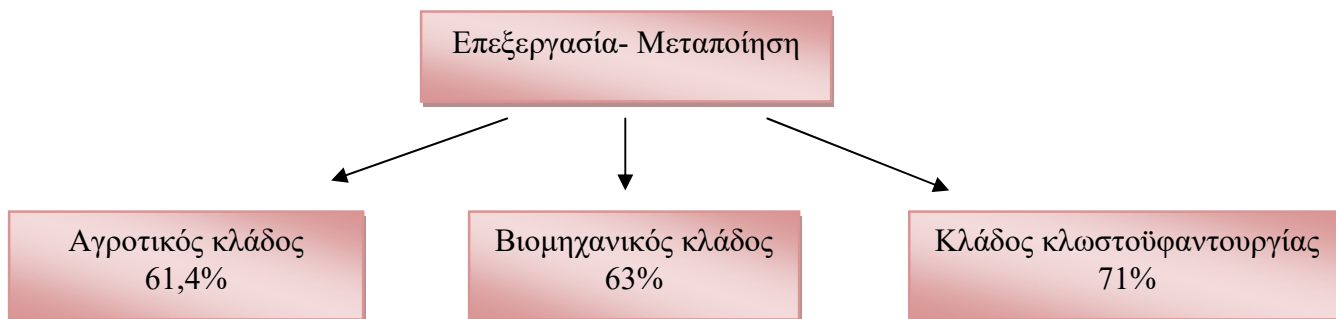 Επεξεργασία- Μεταποίηση
Αγροτικός κλάδος
61,4%
Βιομηχανικός κλάδος
63%
Κλάδος κλωστοϋφαντουργίας
71%